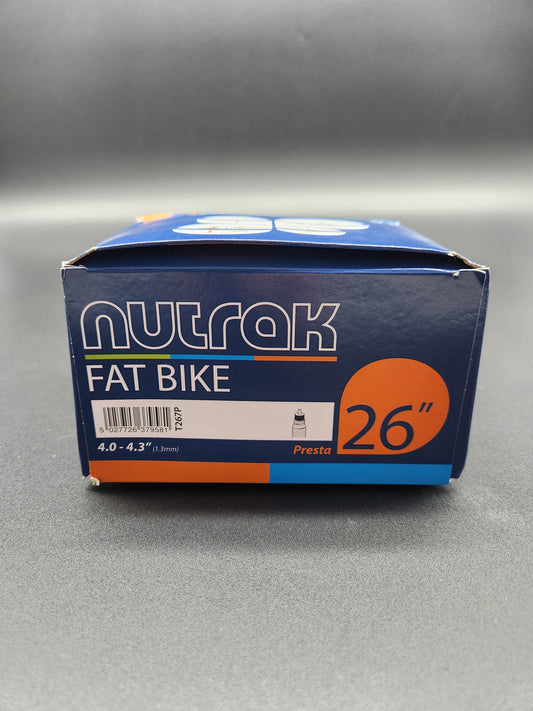 nutrak
FAT BIKE
5 027726 379581
T267P
4.0 - 4.3" (1.3mm)
Presta
26"